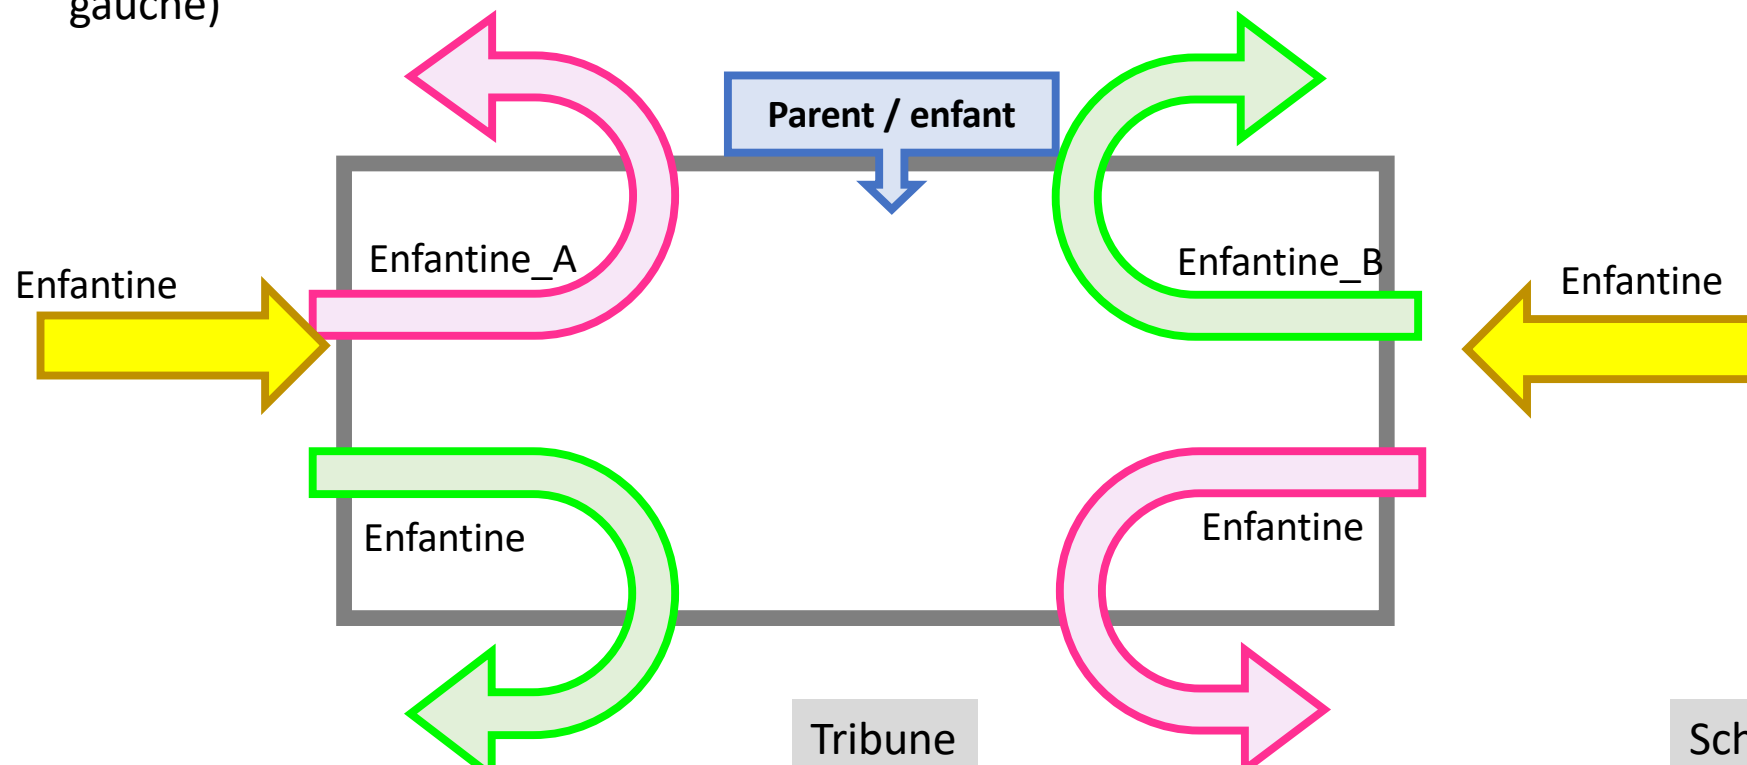 gauche)
Parent / enfant
Enfantine_A
Enfantine_B
Enfantine
Enfantine
Enfantine
Enfantine
Tribune
Sch